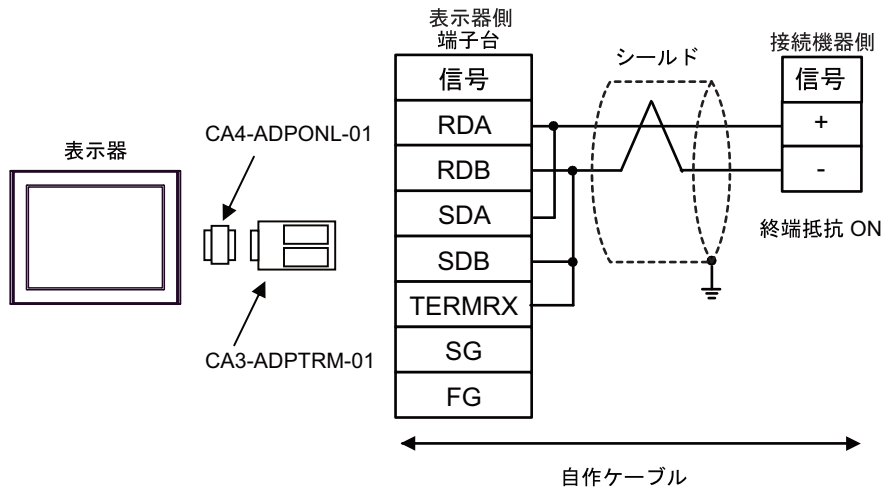 表示器側
端子台
信号
RDA
RDB
SDA
SDB
TERMRX
SG
FG
シールド
接続機器側
信号
+
-
終端抵抗 ON
表示器
CA4-ADPONL-01
CA3-ADPTRM-01
自作ケーブル